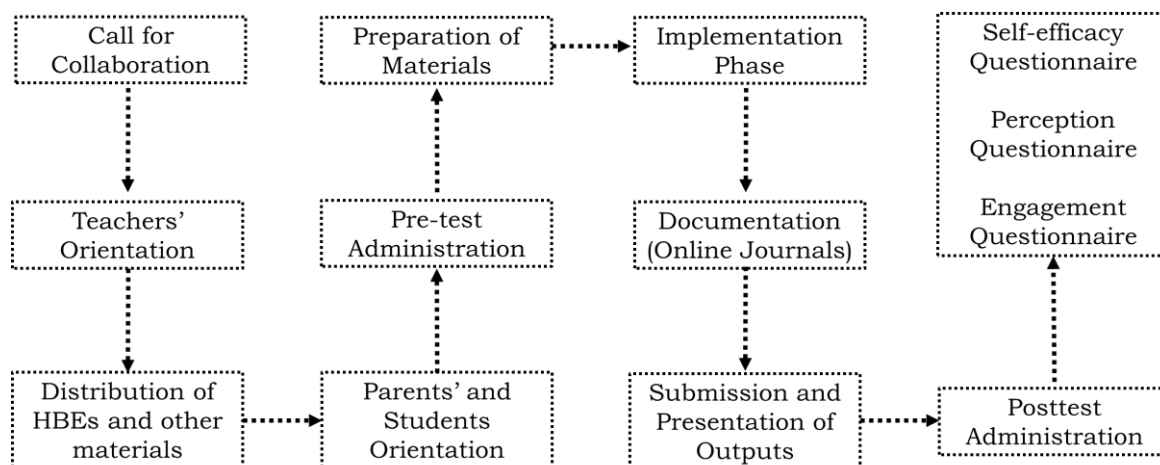 Call for
Collaboration
Teachers'
Orientation
Distribution of
HBEs and other
materials
Parents' and
Students
Orientation
Pre-test
Administration
Preparation of
Materials
Implementation
Phase
Documentation
(Online Journals)
Submission and
Presentation of
Outputs
Posttest
Administration
Self-efficacy
Questionnaire
Perception
Questionnaire
Engagement
Questionnaire